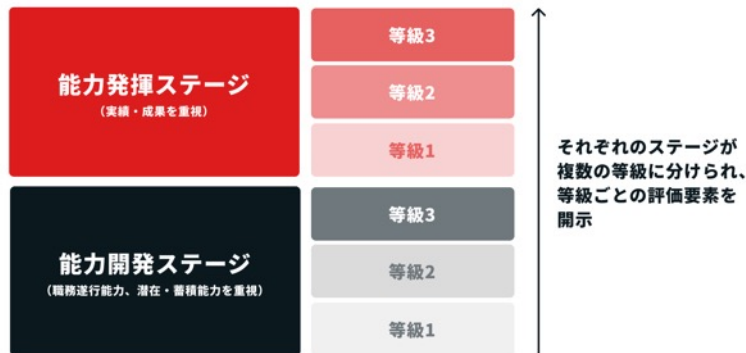 能力発揮ステージ
（実績・成果を重視）
等級3
等級2
等級1
能力開発ステージ
（職務遂行能力、潜在・蓄積能力を重視）
等級3
等級2
等級1
それぞれのステージが
複数の等級に分けられ、
等級ごとの評価要素を
開示